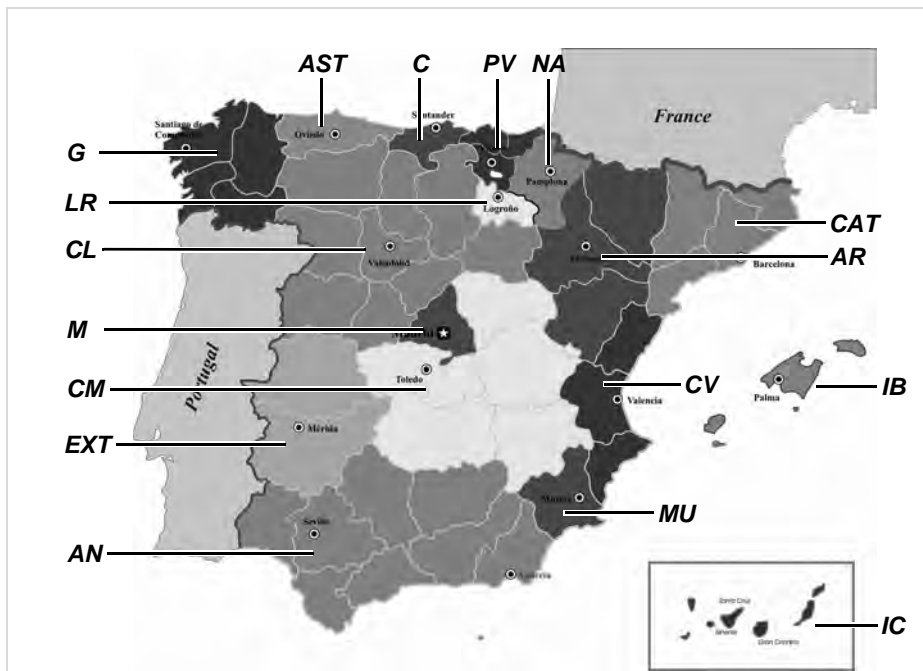 AST C PV NA
France
Santander
Santiago de
Oviedo
G
Pamplona
LR
Logroño
CAT
CL
Valladolid
AR
Barcelona
M
Madrid
Portugal
Toledo
CM
CV
Valencia
Palma
IB
Mérida
EXT
Murcia
MU
Sevilla
AN
Almería
Santa Cruz
Tenerife
Gran Canaria
IC